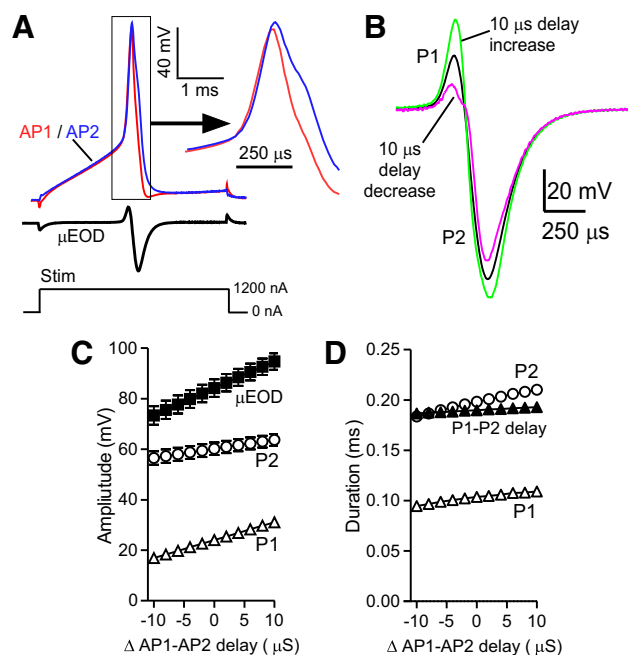 A
40 mV
1 ms
AP1 / AP2
250 µs
µEOD
Stim
1200 nA
0 nA
B
P1
10 µs delay
increase
10 µs
delay
decrease
P2
20 mV
250 µs
C
100
80
60
40
20
0
Ampliutude (mV)
µEOD
P2
P1
-10
-5
0
5
10
Δ AP1-AP2 delay ( µS)
D
0.25
0.20
0.15
0.10
0.05
0.00
Duration (ms)
P2
P1-P2 delay
P1
-10
-5
0
5
10
Δ AP1-AP2 delay ( µS)